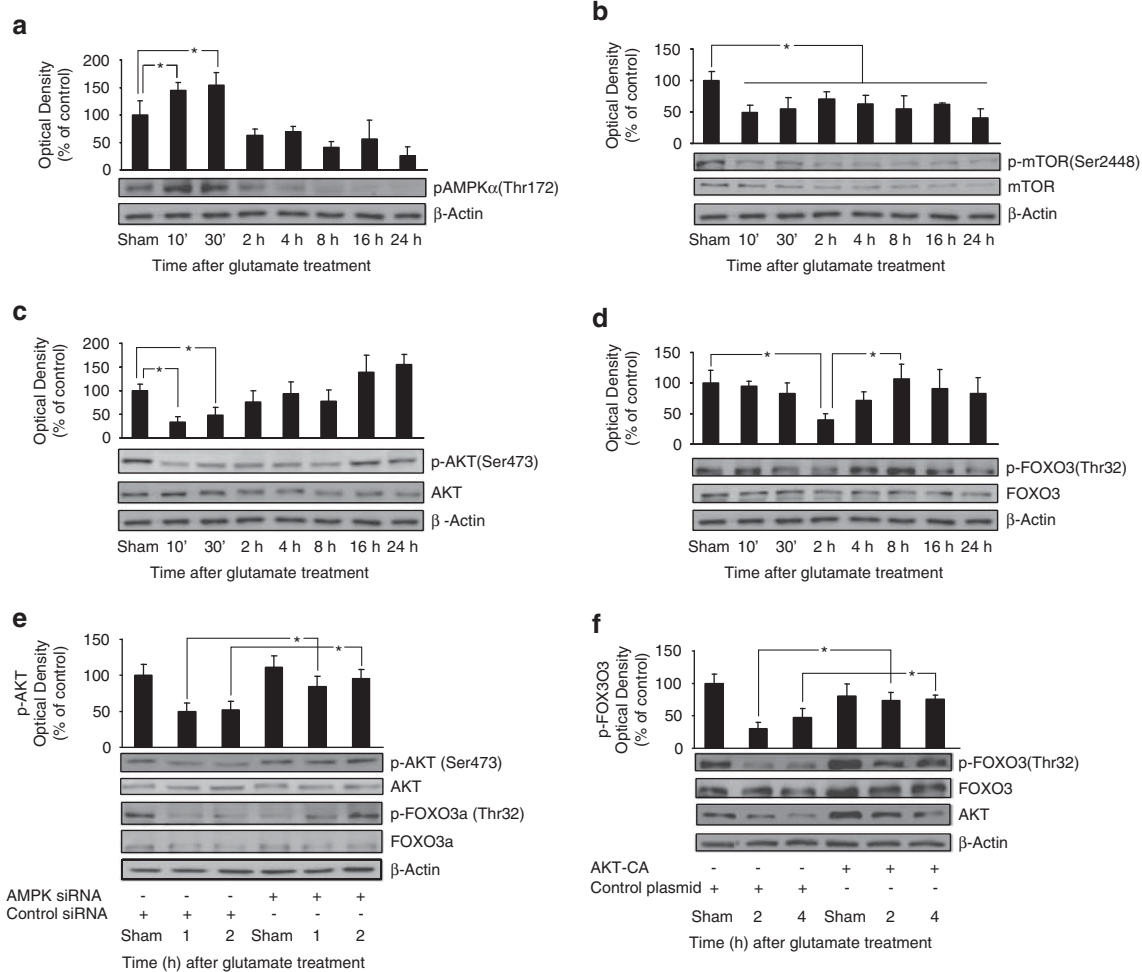 a
Optical Density
(% of control)
200
150
100
50
0
*
*
pAMPKα(Thr172)
β-Actin
Sham 10' 30' 2 h 4 h 8 h 16 h 24 h
Time after glutamate treatment
b
Optical Density
(% of control)
150
100
50
0
*
p-mTOR(Ser2448)
mTOR
β-Actin
Sham 10' 30' 2 h 4 h 8 h 16 h 24 h
Time after glutamate treatment
c
Optical Density
(% of control)
200
150
100
50
0
*
*
p-AKT(Ser473)
AKT
β -Actin
Sham 10' 30' 2 h 4 h 8 h 16 h 24 h
Time after glutamate treatment
d
Optical Density
(% of control)
150
100
50
0
*
*
p-FOXO3(Thr32)
FOXO3
β-Actin
Sham 10' 30' 2 h 4 h 8 h 16 h 24 h
Time after glutamate treatment
e
p-AKT
Optical Density
(% of control)
150
100
50
0
*
*
p-AKT (Ser473)
AKT
p-FOXO3a (Thr32)
FOXO3a
β-Actin
AMPK siRNA - - - + + +
Control siRNA + + + - - -
Sham 1 2 Sham 1 2
Time (h) after glutamate treatment
f
p-FOX3O3
Optical Density
(% of control)
150
100
50
0
*
*
p-FOXO3(Thr32)
FOXO3
AKT
β-Actin
AKT-CA - - - + + +
Control plasmid + + + - - -
Sham 2 4 Sham 2 4
Time (h) after glutamate treatment